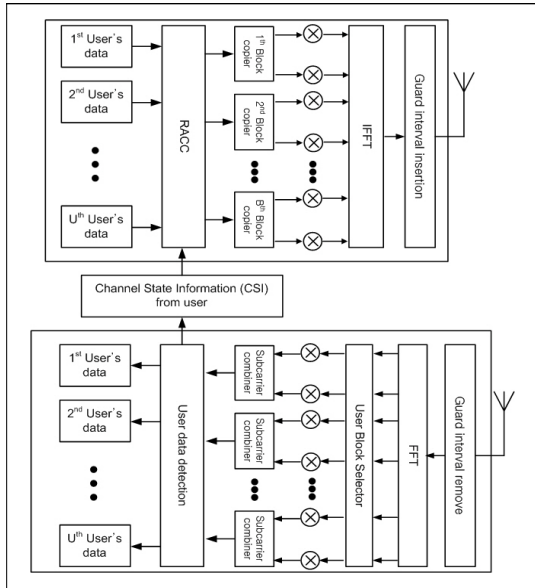 1st User's
data
2nd User's
data
Uth User's
data
RACC
1th Block
copier
2nd Block
copier
Bth Block
copier
IFFT
Guard interval insertion
Channel State Information (CSI)
from user
1st User's
data
2nd User's
data
Uth User's
data
User data detection
Subcarrier
combiner
Subcarrier
combiner
Subcarrier
combiner
User Block Selector
FFT
Guard interval remove